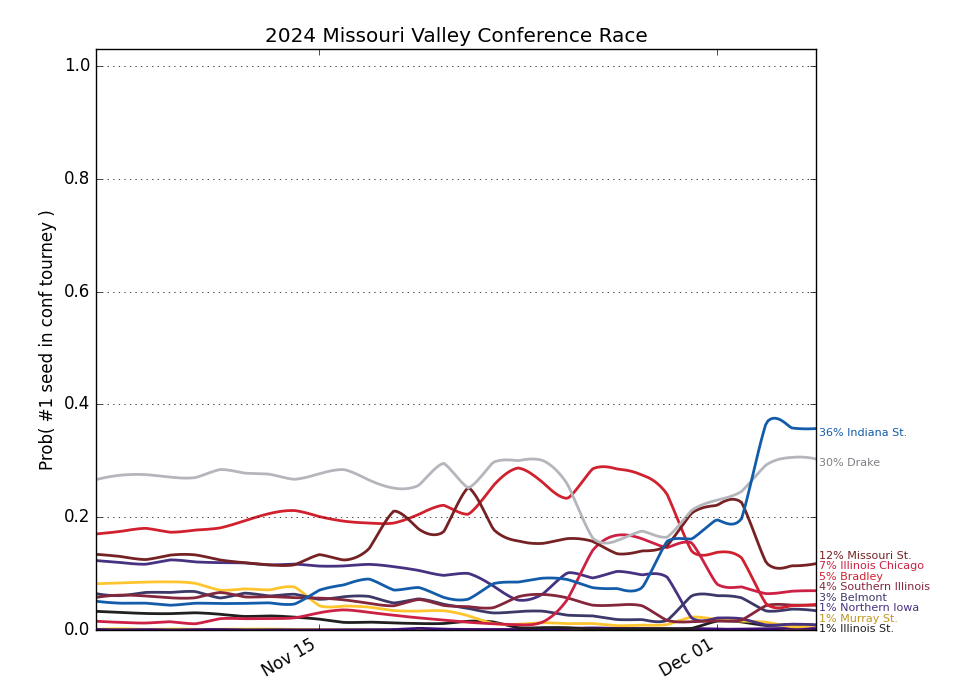 2024 Missouri Valley Conference Race
Prob( #1 seed in conf tourney )
1.0
0.8
0.6
0.4
0.2
0.0
Nov 15
Dec 01
36% Indiana St.
30% Drake
12% Missouri St.
7% Illinois Chicago
5% Bradley
4% Southern Illinois
3% Belmont
1% Northern Iowa
1% Murray St.
1% Illinois St.